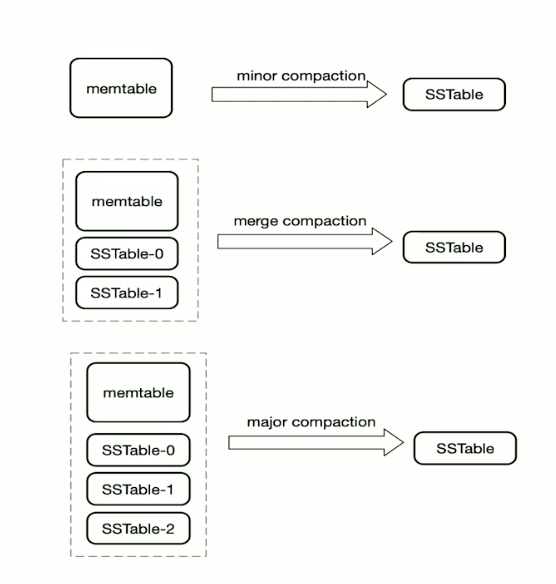 minor compaction
memtable
SSTable
merge compaction
memtable
SSTable
SSTable-0
SSTable-1
major compaction
memtable
SSTable
SSTable-0
SSTable-1
SSTable-2